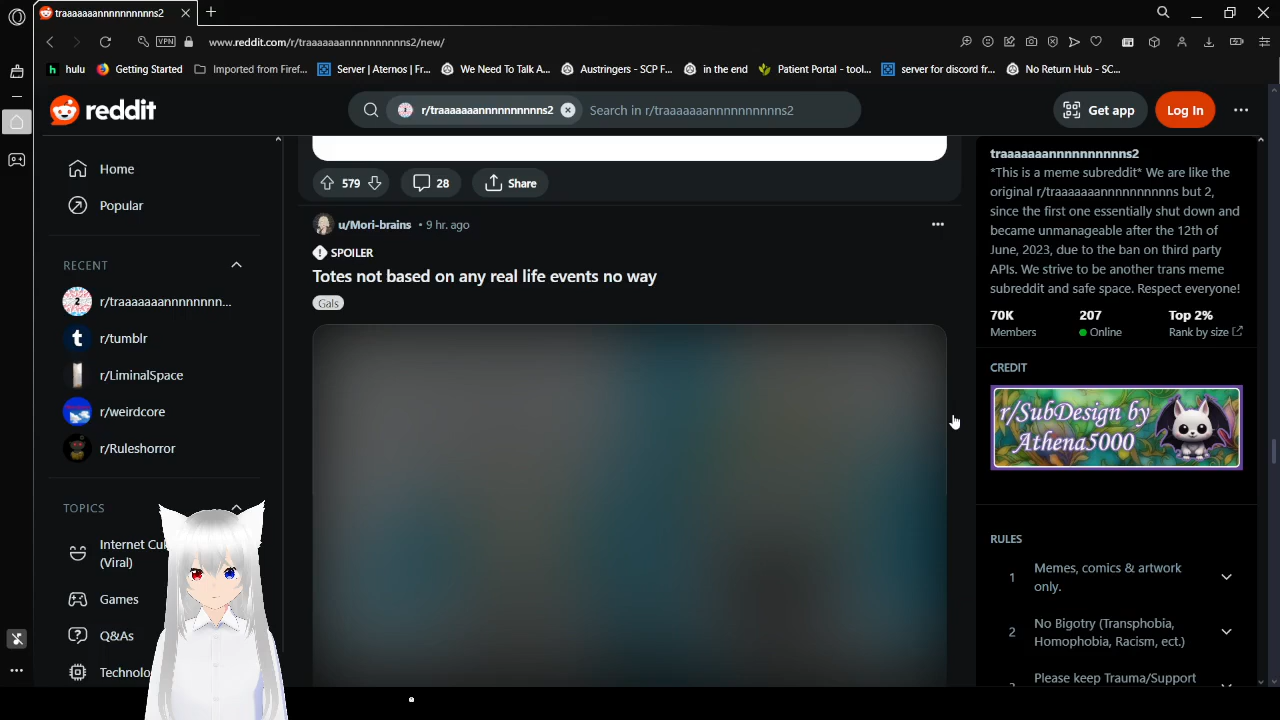 traaaaaaannnnnnnnnns2
VPN
www.reddit.com/r/traaaaaaannnnnnnnnns2/new/
hulu
Getting Started
Imported from Firef...
Server | Aternos | Fr...
We Need To Talk A...
Austringers - SCP F...
in the end
Patient Portal - tool...
server for discord fr...
No Return Hub - SC...
reddit
r/traaaaaaannnnnnnnnns2
Search in r/traaaaaaannnnnnnnnns2
Get app
Log In
Home
Popular
RECENT
r/traaaaaaannnnnnnn...
r/tumblr
r/LiminalSpace
r/weirdcore
r/Ruleshorror
TOPICS
Internet Cul
(Viral)
Games
Q&As
Technolo
579
28
Share
u/Mori-brains • 9 hr. ago
SPOILER
Totes not based on any real life events no way
Gals
traaaaaaannnnnnnnnns2
*This is a meme subreddit* We are like the
original r/traaaaaaannnnnnnnnns but 2,
since the first one essentially shut down and
became unmanageable after the 12th of
June, 2023, due to the ban on third party
APIs. We strive to be another trans meme
subreddit and safe space. Respect everyone!
70K
Members
207
Online
Top 2%
Rank by size
CREDIT
r/SubDesign by
Athena5000
RULES
1
Memes, comics & artwork
only.
2
No Bigotry (Transphobia,
Homophobia, Racism, ect.)
Please keep Trauma/Support